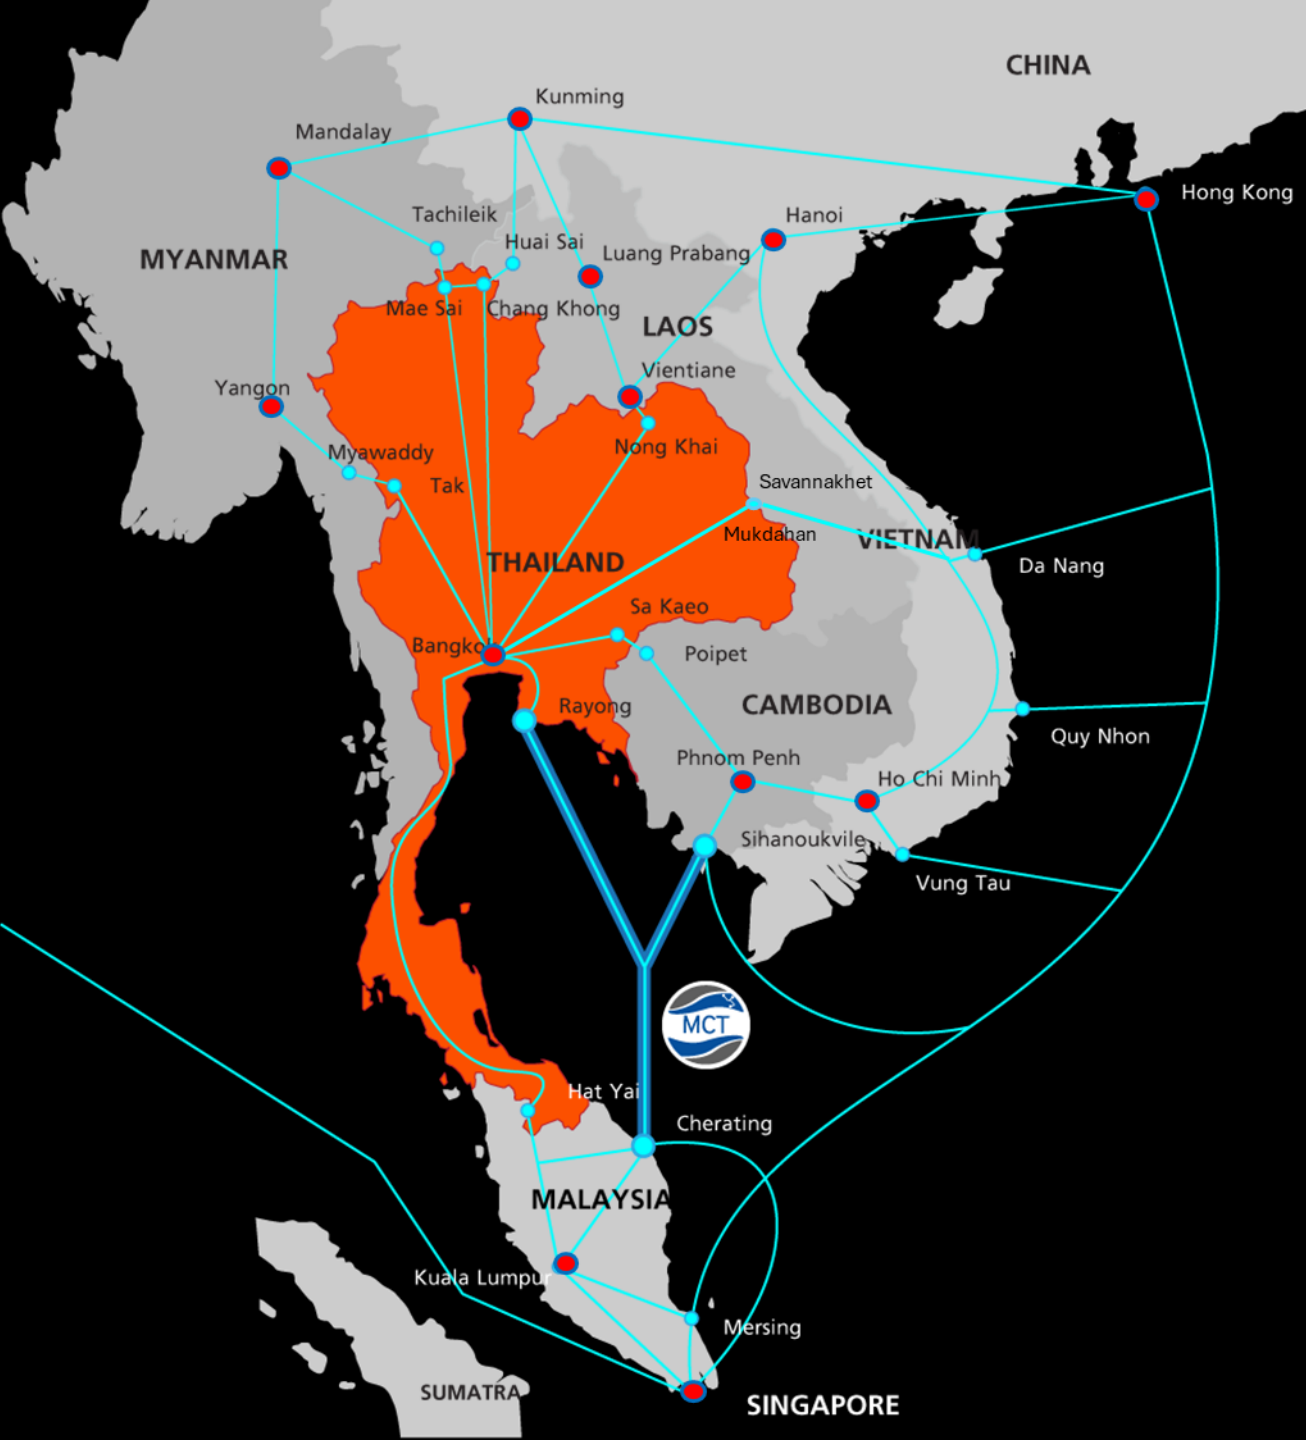 CHINA
Kunming
Mandalay
Hong Kong
Tachileik
Hanoi
Huai Sai
Luang Prabang
MYANMAR
Mae Sai
Chang Khong
LAOS
Vientiane
Yangon
Nong Khai
Myawaddy
Savannakhet
Tak
Mukdahan
VIETNAM
THAILAND
Da Nang
Sa Kaeo
Bangkok
Poipet
Rayong
CAMBODIA
Quy Nhon
Phnom Penh
Ho Chi Minh
Sihanoukvile
Vung Tau
MCT
Hat Yai
Cherating
MALAYSIA
Kuala Lumpur
Mersing
SUMATRA
SINGAPORE